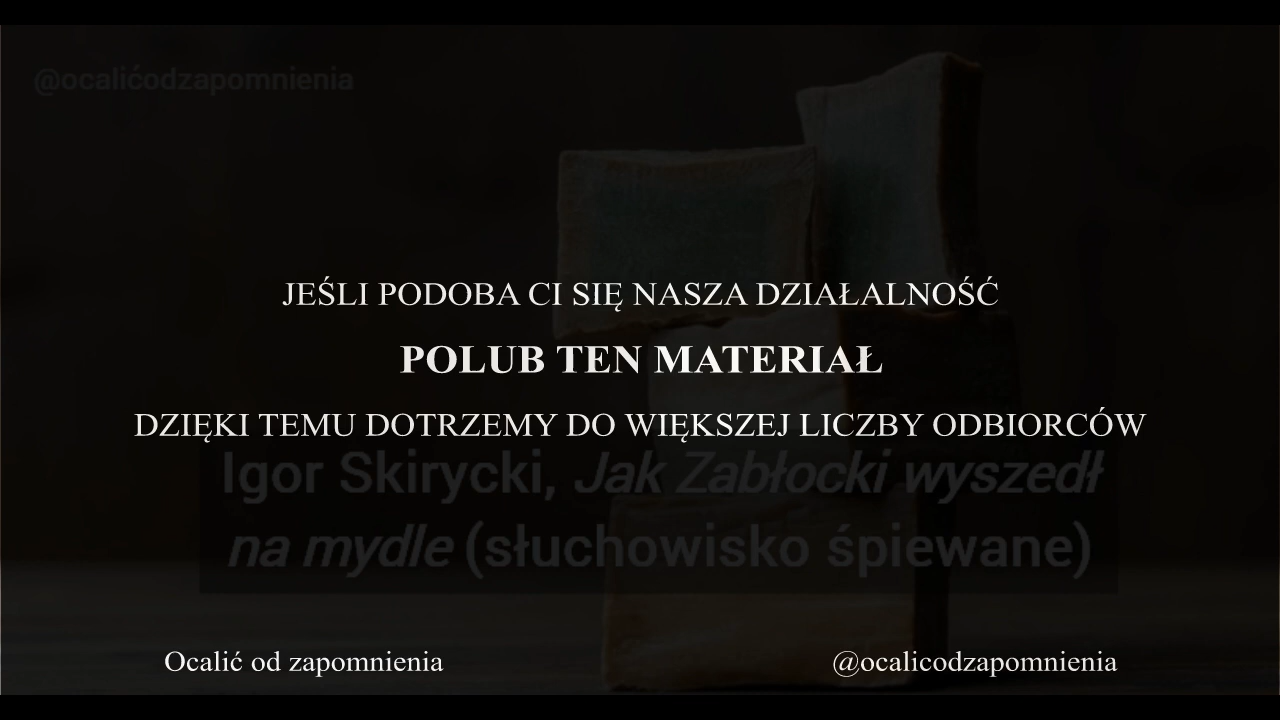 @ocalićodzapomnienia
JEŚLI PODOBA CI SIĘ NASZA DZIAŁALNOŚĆ
POLUB TEN MATERIAŁ
DZIĘKI TEMU DOTRZEMY DO WIĘKSZEJ LICZBY ODBIORCÓW
Igor Skirycki, Jak Zabłocki wyszedł
na mydle (słuchowisko śpiewane)
Ocalić od zapomnienia
@ocalicodzapomnienia